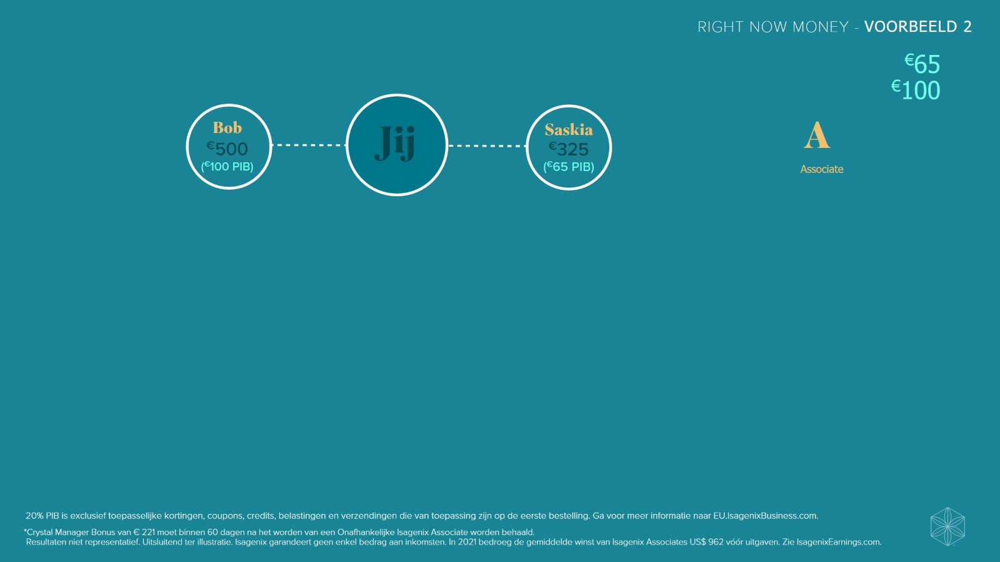 RIGHT NOW MONEY - VOORBEELD 2
€65
€100
Bob
€500
(€100 PIB)
Jij
Saskia
€325
(€65 PIB)
A
Associate
20% PIB is exclusief toepasselijke kortingen, coupons, credits, belastingen en verzendingen die van toepassing zijn op de eerste bestelling. Ga voor meer informatie naar EU.IsagenixBusiness.com.
*Crystal Manager Bonus van € 221 moet binnen 60 dagen na het worden van een Onafhankelijke Isagenix Associate worden behaald.
Resultaten niet representatief. Uitsluitend ter illustratie. Isagenix garandeert geen enkel bedrag aan inkomsten. In 2021 bedroeg de gemiddelde winst van Isagenix Associates US$ 962 vóór uitgaven. Zie IsagenixEarnings.com.